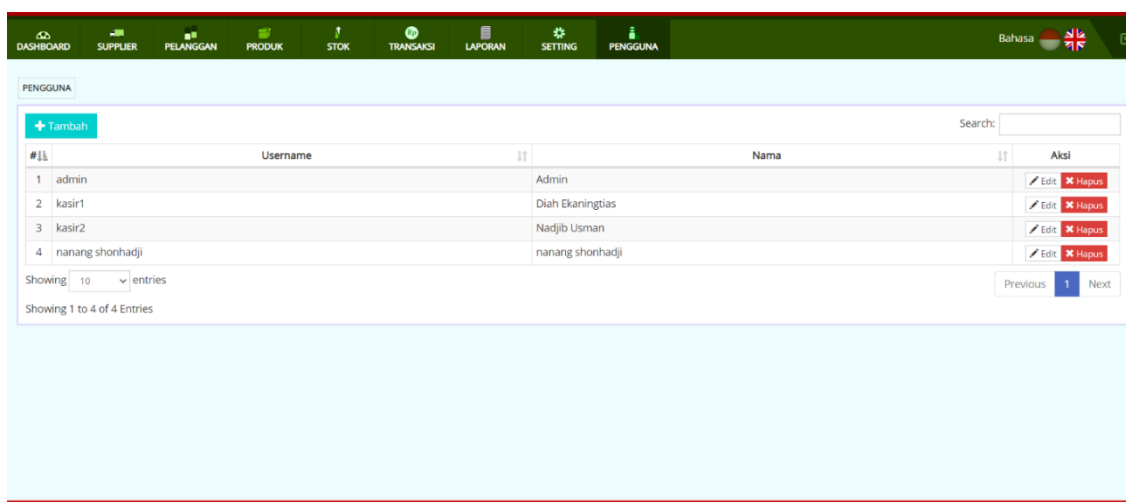 DASHBOARD SUPPLIER PELANGGAN PRODUK STOK TRANSAKSI LAPORAN SETTING PENGGUNA Bahasa
PENGGUNA
Tambah Search:
# Username Nama Aksi
1 admin Admin Edit Hapus
2 kasir1 Diah Ekaningtias Edit Hapus
3 kasir2 Nadjib Usman Edit Hapus
4 nanang shonhadji nanang shonhadji Edit Hapus
Showing 10 entries Previous 1 Next
Showing 1 to 4 of 4 Entries